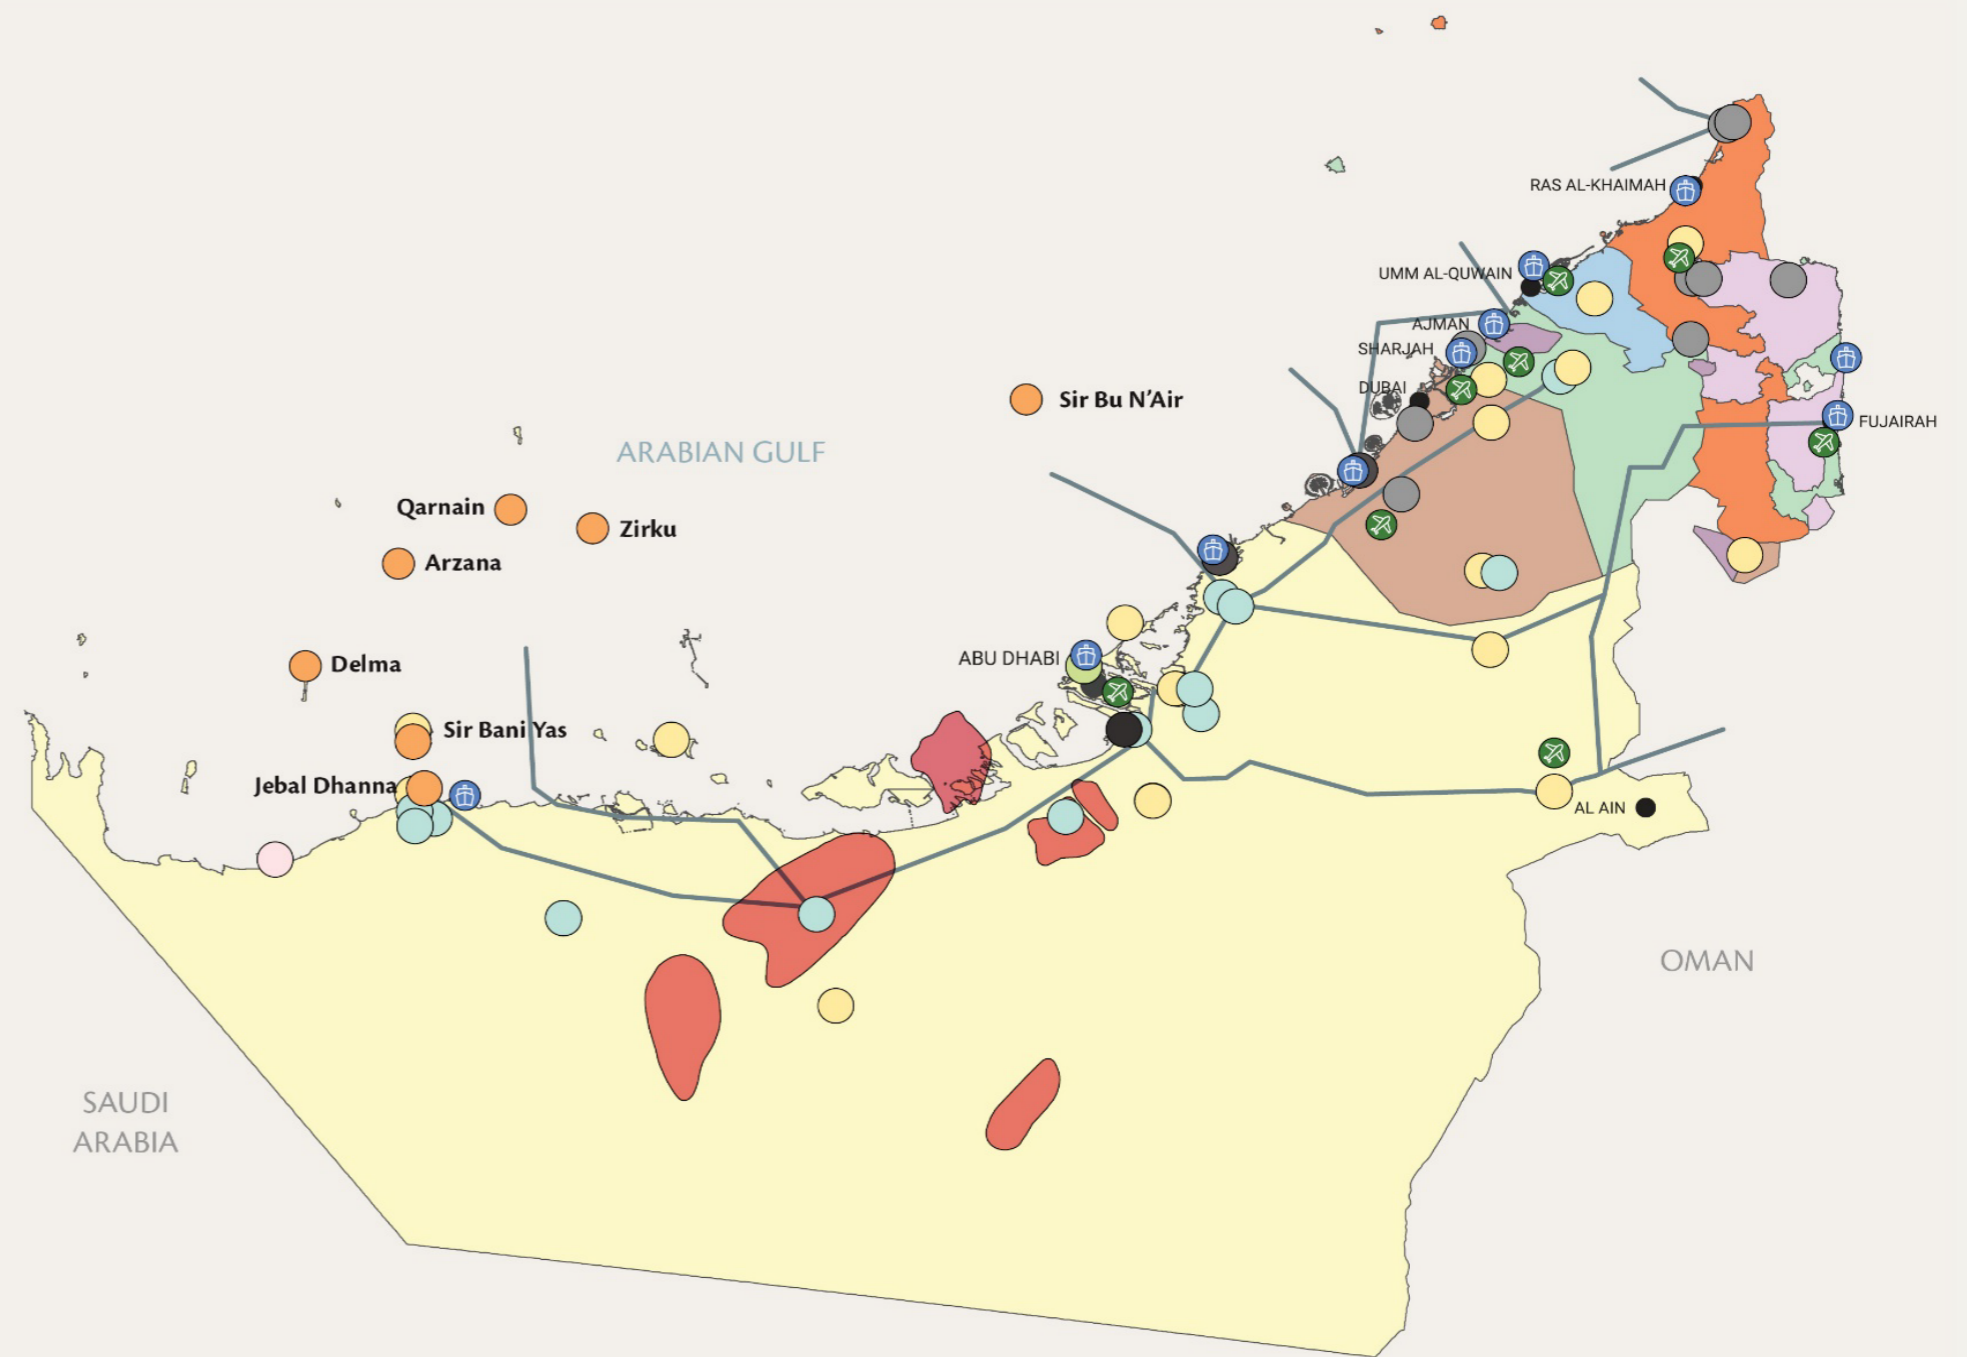 RAS AL-KHAIMAH
UMM AL-QUWAIN
AJMAN
SHARJAH
DUBAI
Sir Bu N’Air
FUJAIRAH
ARABIAN GULF
Qarnain
Zirku
Arzana
Delma
ABU DHABI
Sir Bani Yas
Jebal Dhanna
AL AIN
OMAN
SAUDI
ARABIA